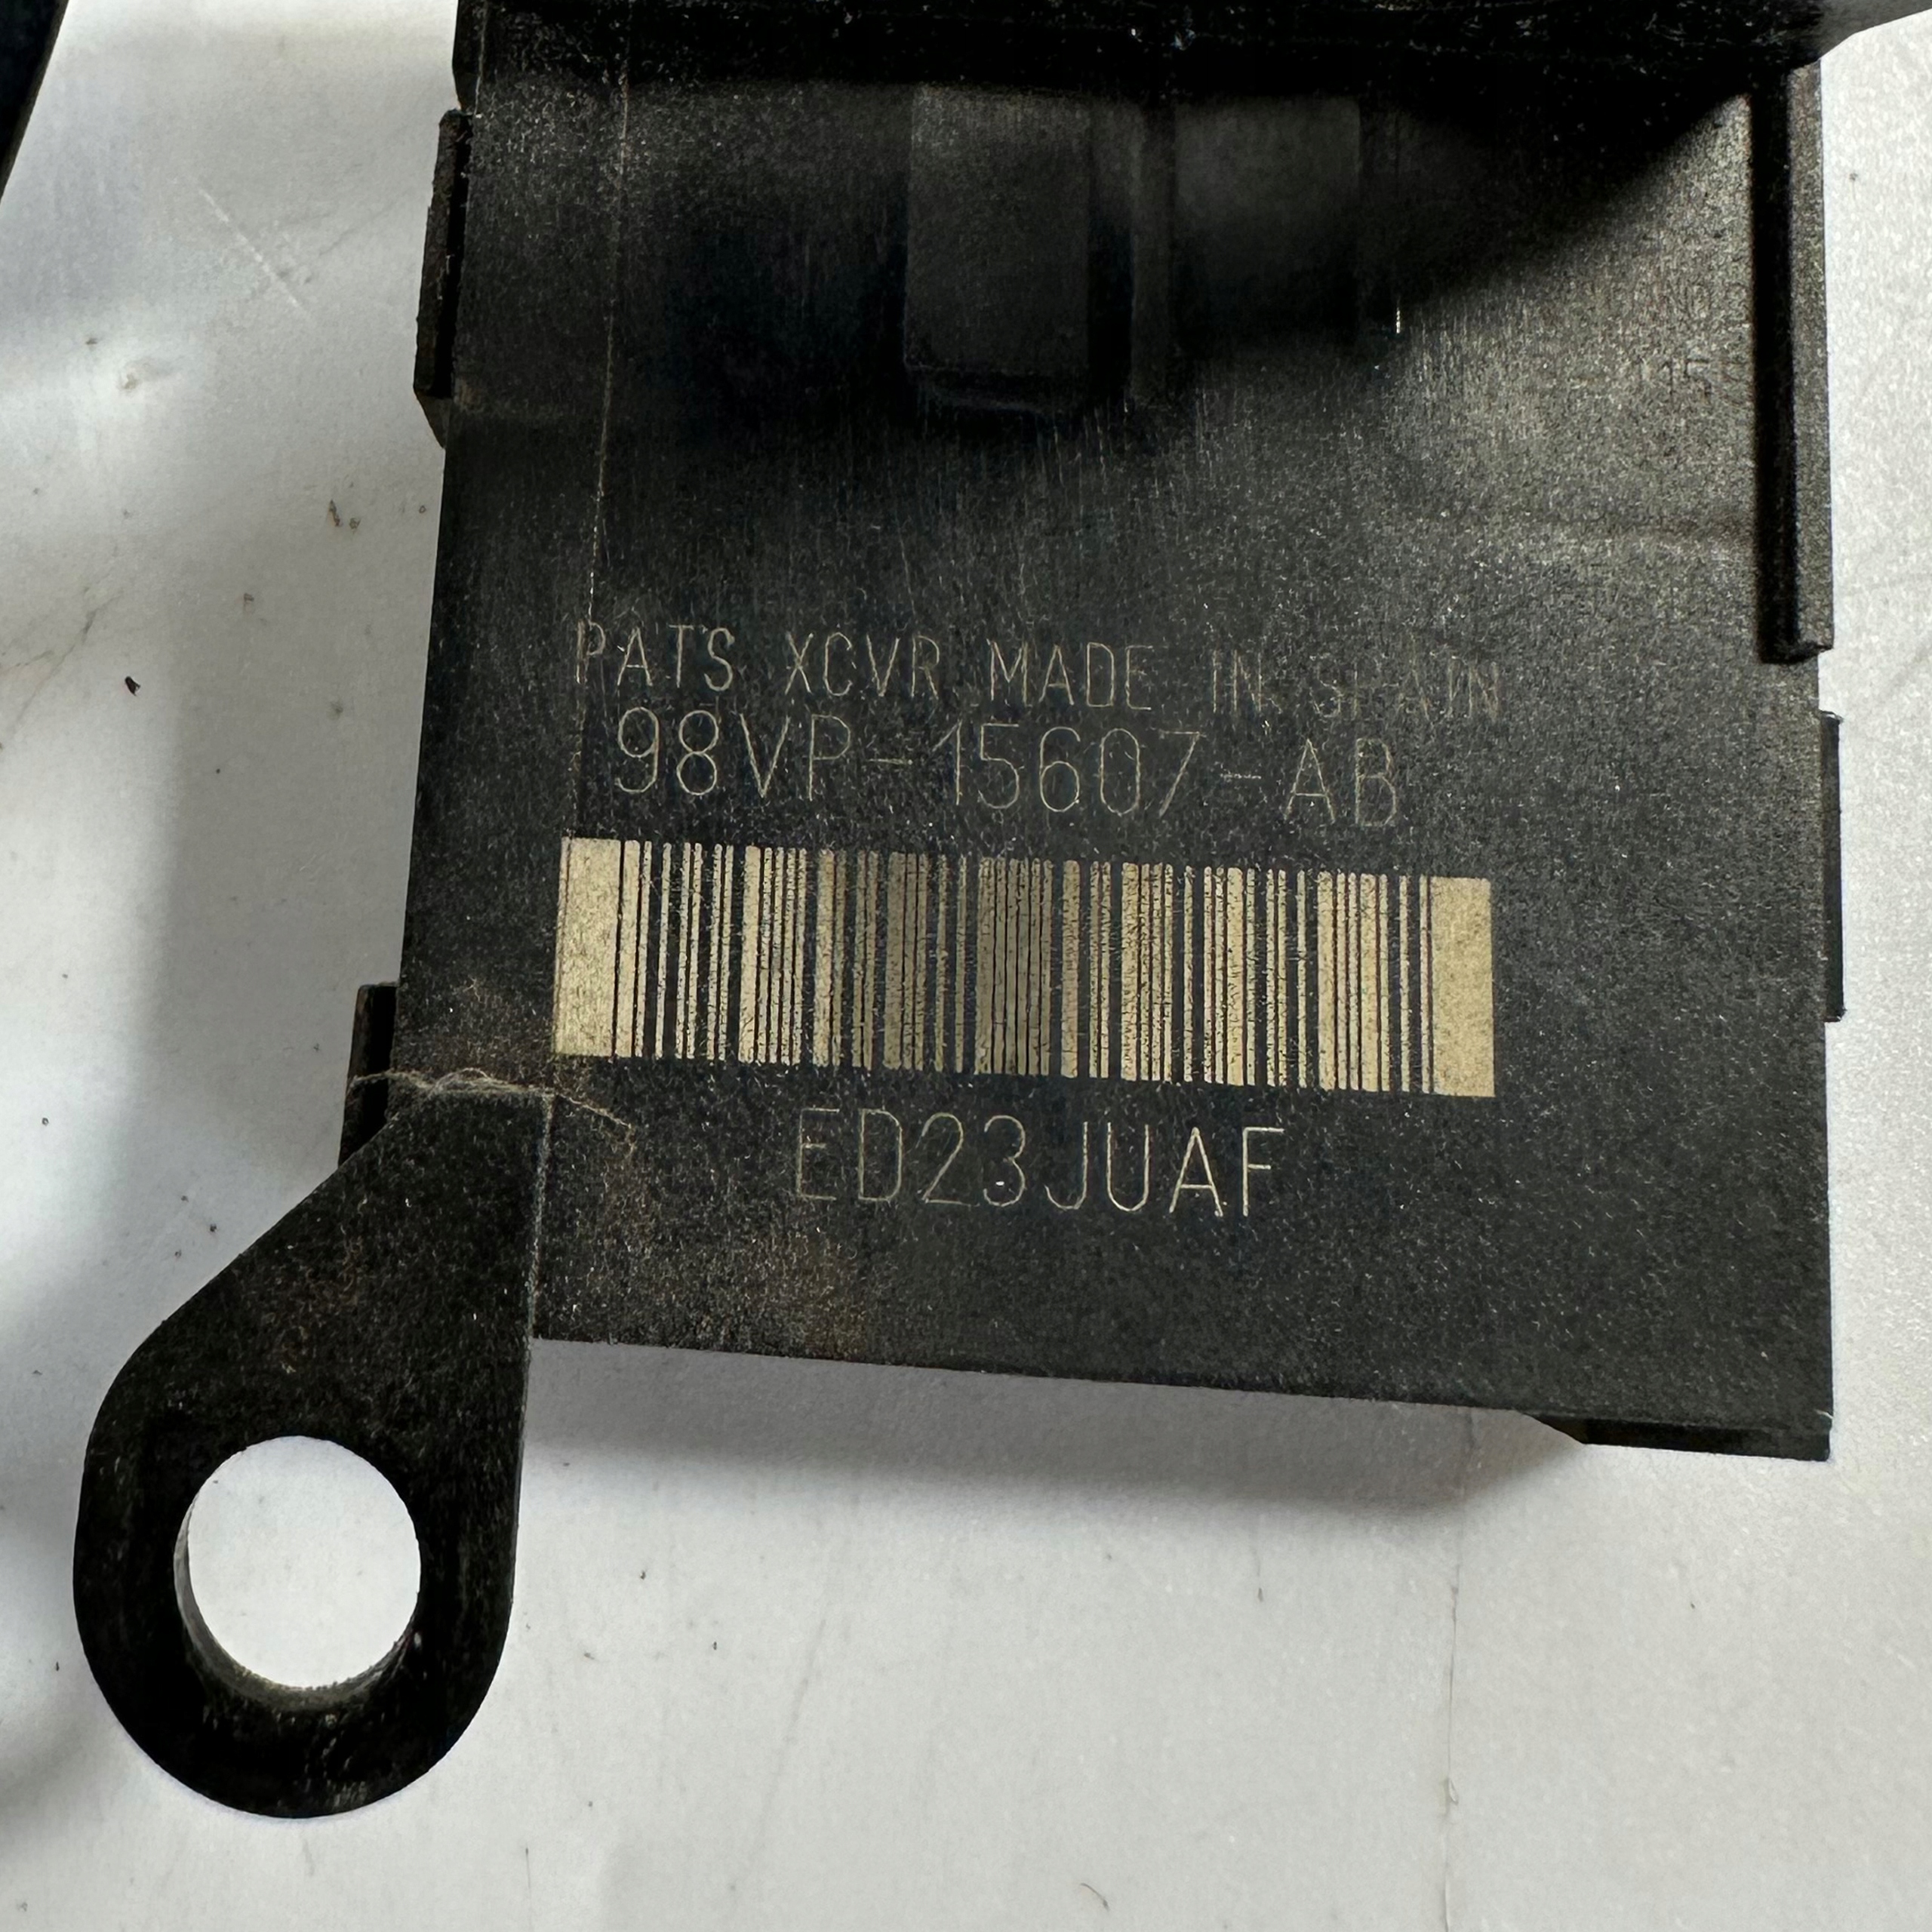 PATS XCVR MADE IN SPAIN
98VP-15607-AB
ED23JUAF